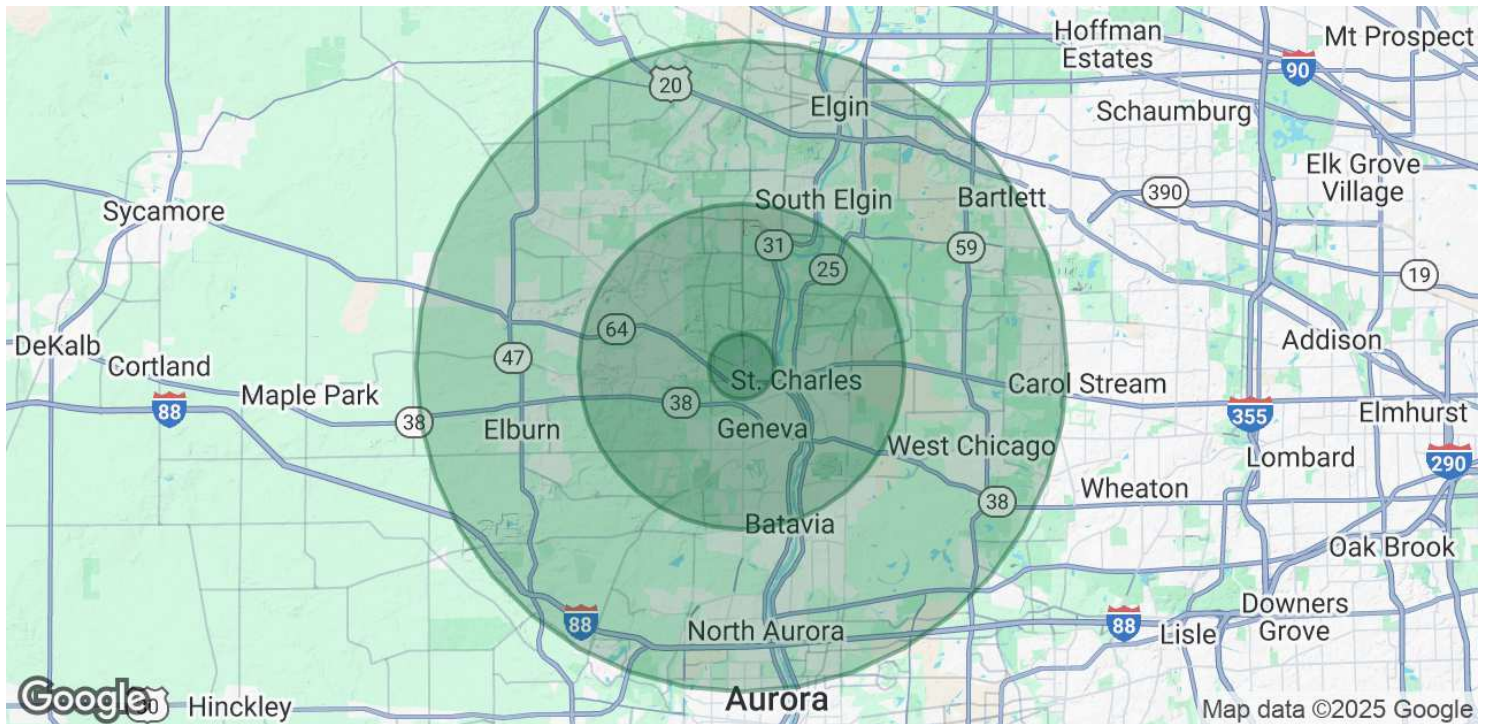 Hoffman
Estates
Mt Prospect
90
20
Elgin
Schaumburg
Elk Grove
Village
390
Sycamore
South Elgin
Bartlett
31
59
25
19
64
DeKalb
47
Addison
Cortland
St. Charles
Carol Stream
Maple Park
38
88
38
355
Elmhurst
Elburn
Geneva
West Chicago
Lombard
290
Wheaton
38
Batavia
Oak Brook
88
North Aurora
88
Lisle
Downers
Grove
Google
30
Hinckley
Aurora
Map data ©2025 Google